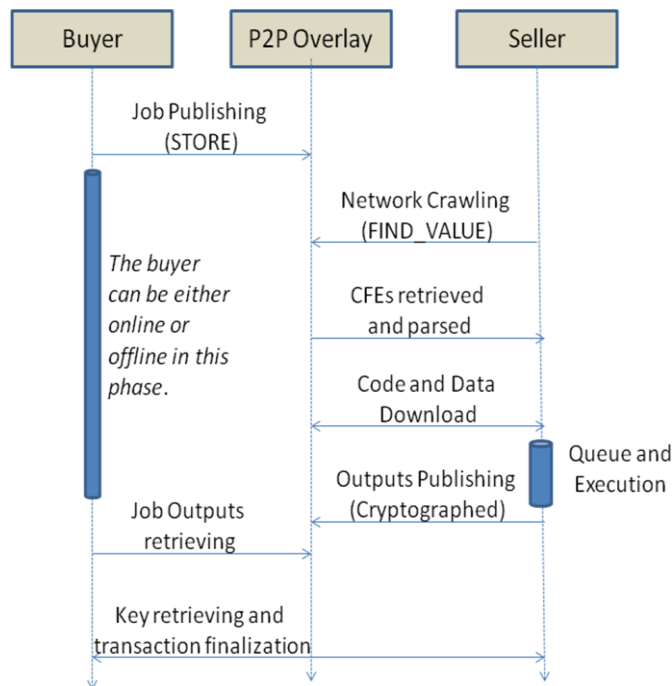 Buyer
P2P Overlay
Seller
Job Publishing
(STORE)
Network Crawling
(FIND_VALUE)
The buyer
can be either
online or
offline in this
phase.
CFEs retrieved
and parsed
Code and Data
Download
Queue and
Execution
Outputs Publishing
(Cryptographed)
Job Outputs
retrieving
Key retrieving and
transaction finalization